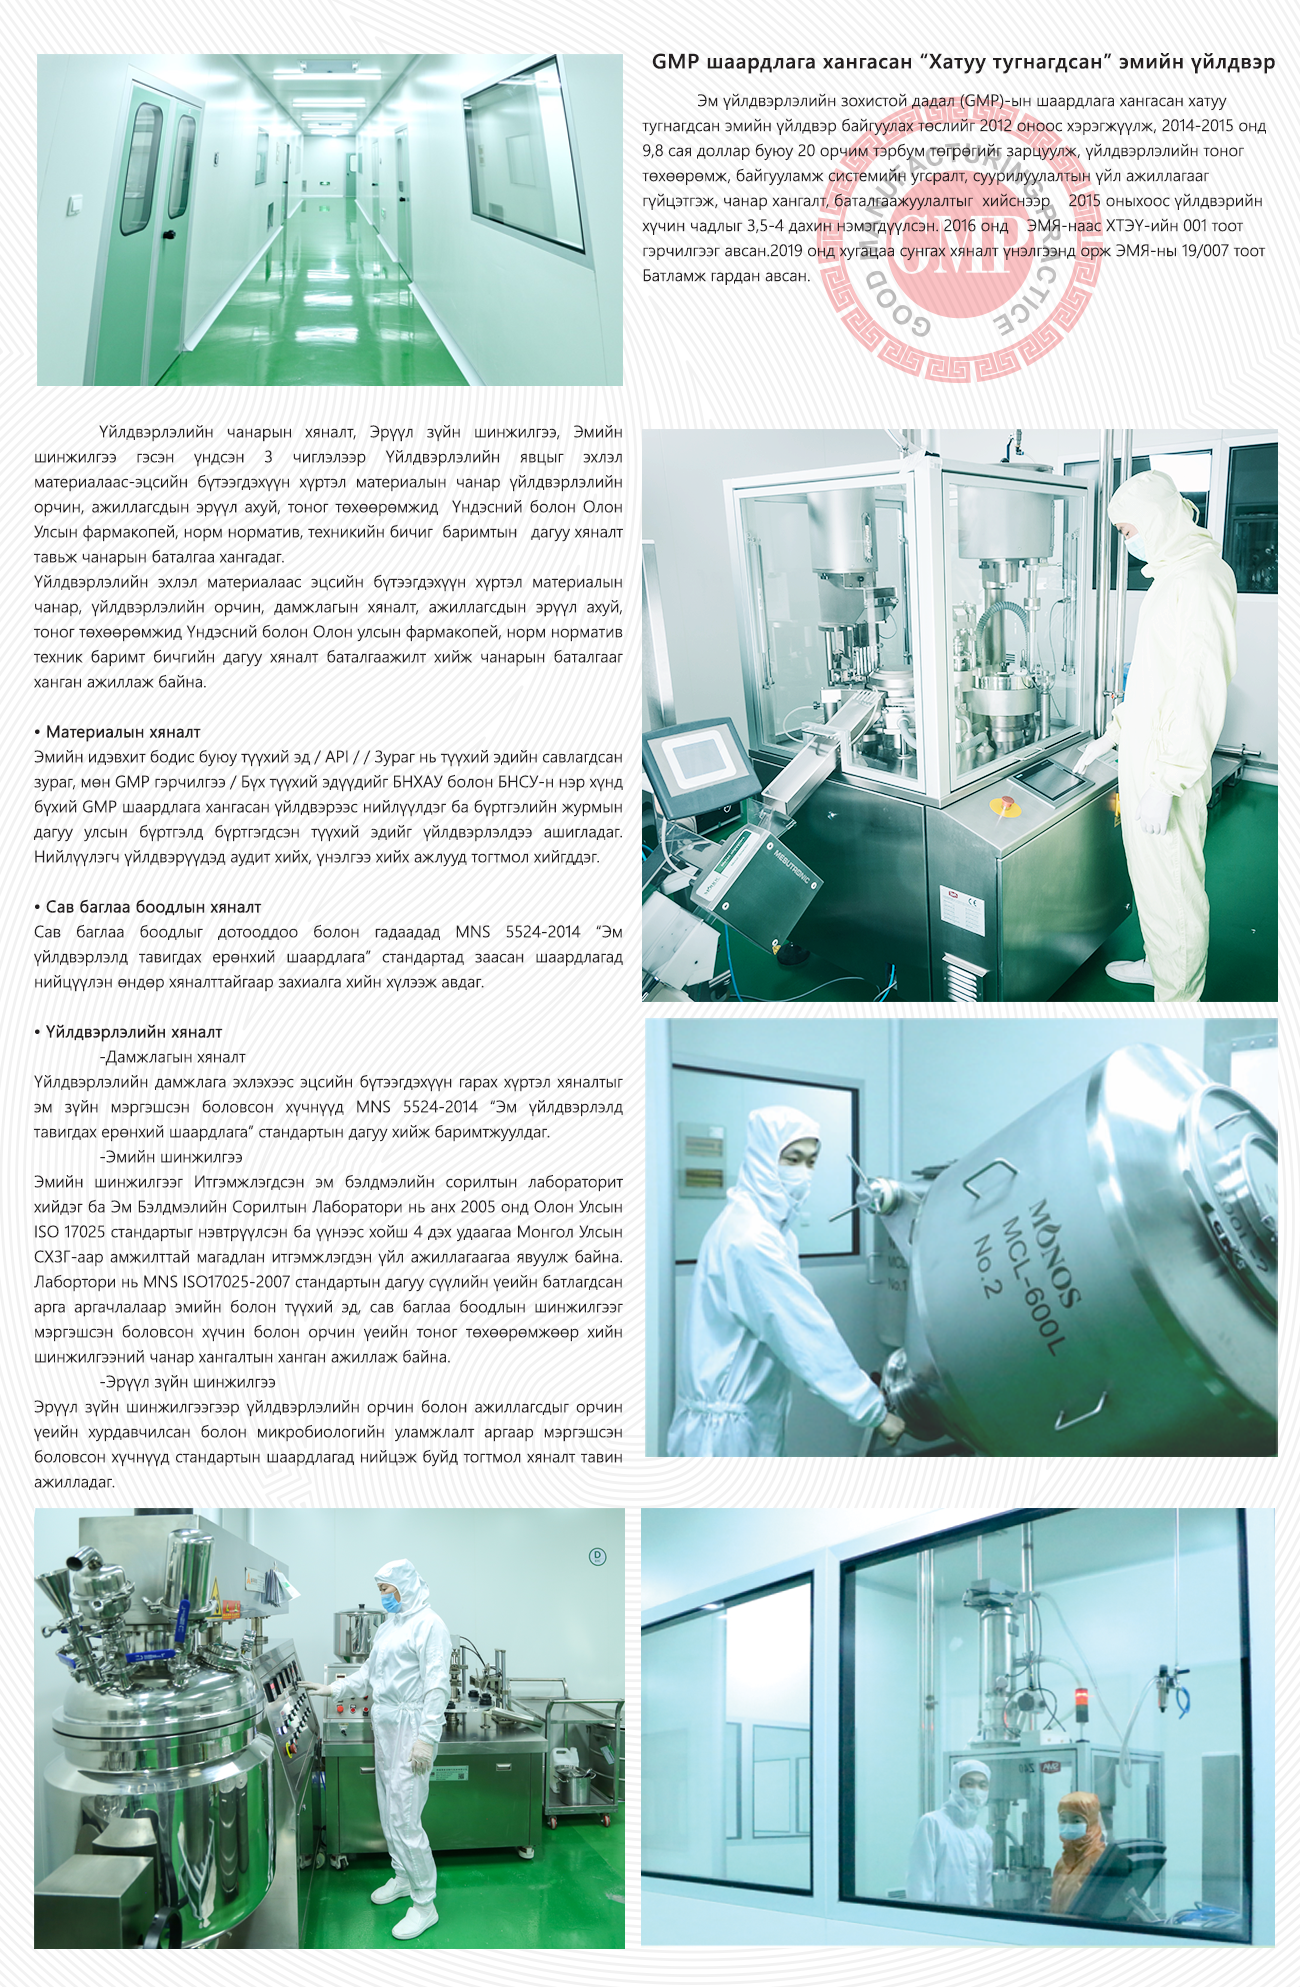 GMP шаардлага хангасан “Хатуу тугнагдсан” эмийн үйлдвэр
Эм үйлдвэрлэлийн зохистой дадал (GMP)-ын шаардлага хангасан хатуу
тугнагдсан эмийн үйлдвэр байгуулах төслийг 2012 оноос хэрэгжүүлж, 2014-2015 онд
9,8 сая доллар буюу 20 орчим тэрбум төгрөгийг зарцуулж, үйлдвэрлэлийн тоног
төхөөрөмж, байгууламж системийн угсралт, суурилуулалтын үйл ажиллагааг
гүйцэтгэж, чанар хангалт, баталгаажуулалтыг хийснээр 2015 оныхоос үйлдвэрийн
хүчин чадлыг 3,5-4 дахин нэмэгдүүлсэн. 2016 онд ЭМЯ-наас ХТЭҮ-ийн 001 тоот
гэрчилгээг авсан.2019 онд хугацаа сунгах хяналт үнэлгээнд орж ЭМЯ-ны 19/007 тоот
Батламж гардан авсан.
GOOD MANUFACTURING PRACTICE
GMP
Үйлдвэрлэлийн чанарын хяналт, Эрүүл зүйн шинжилгээ, Эмийн
шинжилгээ гэсэн үндсэн 3 чиглэлээр Үйлдвэрлэлийн явцыг эхлэл
материалаас-эцсийн бүтээгдэхүүн хүртэл материалын чанар үйлдвэрлэлийн
орчин, ажиллагсдын эрүүл ахуй, тоног төхөөрөмжид Үндэсний болон Олон
Улсын фармакопей, норм норматив, техникийн бичиг баримтын дагуу хяналт
тавьж чанарын баталгаа хангадаг.
Үйлдвэрлэлийн эхлэл материалаас эцсийн бүтээгдэхүүн хүртэл материалын
чанар, үйлдвэрлэлийн орчин, дамжлагын хяналт, ажиллагсдын эрүүл ахуй,
тоног төхөөрөмжид Үндэсний болон Олон улсын фармакопей, норм норматив
техник баримт бичгийн дагуу хяналт баталгаажилт хийж чанарын баталгааг
ханган ажиллаж байна.
• Материалын хяналт
Эмийн идэвхит бодис буюу түүхий эд / API / / Зураг нь түүхий эдийн савлагдсан
зураг, мөн GMP гэрчилгээ / Бүх түүхий эдүүдийг БНХАУ болон БНСУ-н нэр хүнд
бүхий GMP шаардлага хангасан үйлдвэрээс нийлүүлдэг ба бүртгэлийн журмын
дагуу улсын бүртгэлд бүртгэгдсэн түүхий эдийг үйлдвэрлэлдээ ашигладаг.
Нийлүүлэгч үйлдвэрүүдэд аудит хийх, үнэлгээ хийх ажлууд тогтмол хийгддэг.
• Сав баглаа боодлын хяналт
Сав баглаа боодлыг дотооддоо болон гадаадад MNS 5524-2014 “Эм
үйлдвэрлэлд тавигдах ерөнхий шаардлага” стандартад заасан шаардлагад
нийцүүлэн өндөр хяналттайгаар захиалга хийн хүлээж авдаг.
• Үйлдвэрлэлийн хяналт
-Дамжлагын хяналт
Үйлдвэрлэлийн дамжлага эхлэхээс эцсийн бүтээгдэхүүн гарах хүртэл хяналтыг
эм зүйн мэргэшсэн боловсон хүчнүүд MNS 5524-2014 “Эм үйлдвэрлэлд
тавигдах ерөнхий шаардлага” стандартын дагуу хийж баримтжуулдаг.
-Эмийн шинжилгээ
Эмийн шинжилгээг Итгэмжлэгдсэн эм бэлдмэлийн сорилтын лабораторит
хийдэг ба Эм Бэлдмэлийн Сорилтын Лаборатори нь анх 2005 онд Олон Улсын
ISO 17025 стандартыг нэвтрүүлсэн ба үүнээс хойш 4 дэх удаагаа Монгол Улсын
СХЗГ-аар амжилттай магадлан итгэмжлэгдэн үйл ажиллагаагаа явуулж байна.
Лабортори нь MNS ISO17025-2007 стандартын дагуу сүүлийн үеийн батлагдсан
арга аргачлалаар эмийн болон түүхий эд, сав баглаа боодлын шинжилгээг
мэргэшсэн боловсон хүчин болон орчин үеийн тоног төхөөрөмжөөр хийн
шинжилгээний чанар хангалтын ханган ажиллаж байна.
-Эрүүл зүйн шинжилгээ
Эрүүл зүйн шинжилгээгээр үйлдвэрлэлийн орчин болон ажиллагсдыг орчин
үеийн хурдавчилсан болон микробиологийн уламжлалт аргаар мэргэшсэн
боловсон хүчнүүд стандартын шаардлагад нийцэж буйд тогтмол хяналт тавин
ажилладаг.
MESUTRONIC
MONOS
MCL-600L
No.2
No.1
D